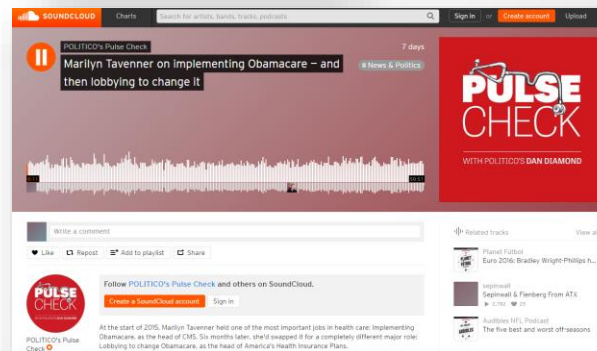 SOUNDCLOUD
Charts
Search for artists, bands, tracks, podcasts
Sign in or Create account Upload
POLITICO's Pulse Check
7 days
Marilyn Tavenner on implementing Obamacare — and
then lobbying to change it
# News & Politics
PULSE
CHECK
WITH POLITICO'S DAN DIAMOND
0:11
50:51
Write a comment
Like Repost Add to playlist Share
PULSE
CHECK
POLITICO's Pulse
Check
Follow POLITICO's Pulse Check and others on SoundCloud.
Create a SoundCloud account Sign in
At the start of 2015, Marilyn Tavenner held one of the most important jobs in health care: Implementing
Obamacare, as the head of CMS. Six months later, she'd swapped it for a completely different major role:
Lobbying to change Obamacare, as the head of America's Health Insurance Plans.
Related tracks
View al
Planet Fútbol
Euro 2016: Bradley Wright-Phillips h...
sepinwall
Sepinwall & Fienberg From ATX
Audibles NFL Podcast
The five best and worst off-seasons